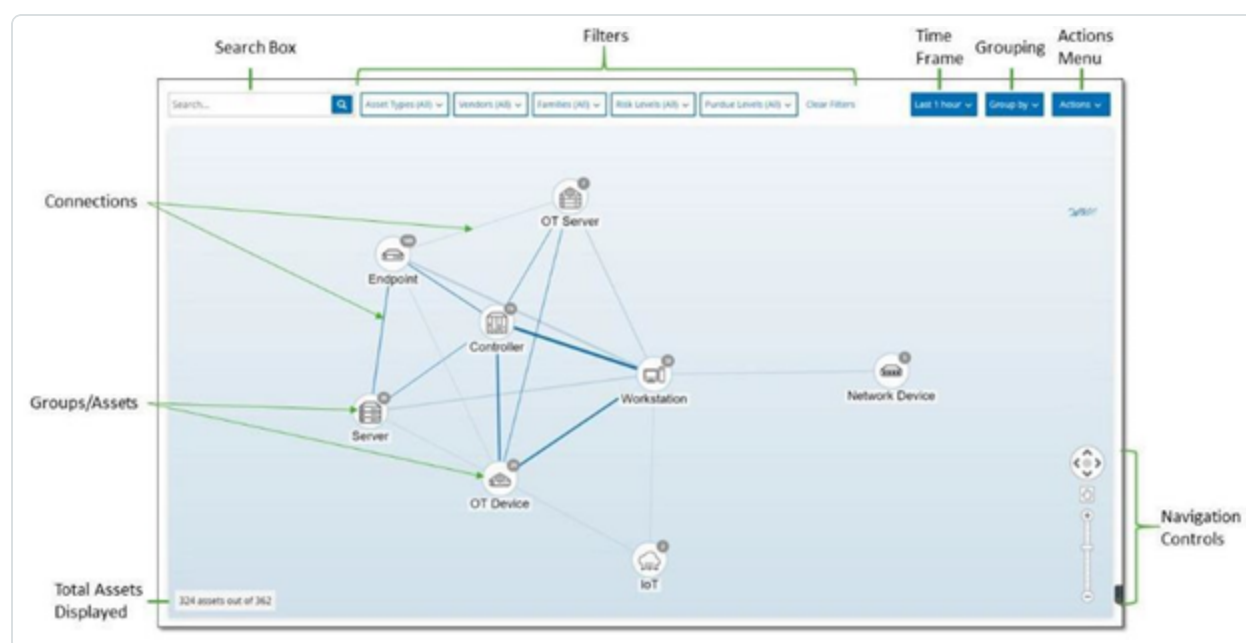 Search Box
Filters
Time
Frame
Grouping
Actions
Menu
Search...
Asset Types (All)
Vendors (All)
Families (All)
Risk Levels (All)
Purdue Levels (All)
Clear Filters
Last 1 hour
Group by
Actions
Connections
OT Server
Endpoint
Controller
Workstation
Network Device
Groups/Assets
Server
OT Device
IoT
Navigation
Controls
Total Assets
Displayed
324 assets out of 362